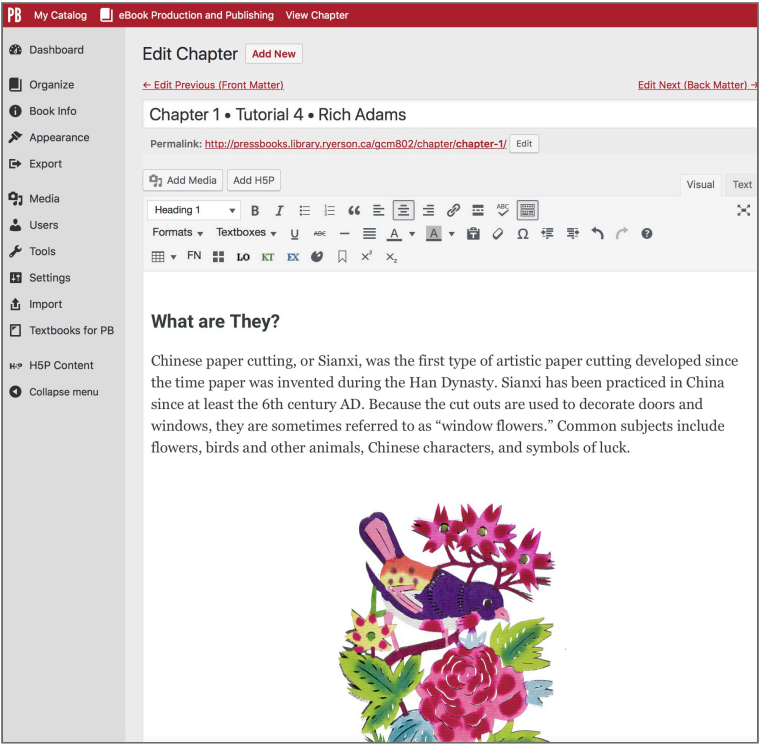 PB My Catalog eBook Production and Publishing View Chapter
Dashboard
Organize
Book Info
Appearance
Export
Media
Users
Tools
Settings
Import
Textbooks for PB
H-P H5P Content
Collapse menu
Edit Chapter Add New
← Edit Previous (Front Matter) Edit Next (Back Matter) →
Chapter 1 • Tutorial 4 • Rich Adams
Permalink: http://pressbooks.library.ryerson.ca/gcm802/chapter/chapter-1/ Edit
Add Media Add H5P
Visual Text
Heading 1 B I ABC
Formats Textboxes U ABC A A Ω
FN LO KT EX x² x₂
What are They?
Chinese paper cutting, or Sianxi, was the first type of artistic paper cutting developed since
the time paper was invented during the Han Dynasty. Sianxi has been practiced in China
since at least the 6th century AD. Because the cut outs are used to decorate doors and
windows, they are sometimes referred to as “window flowers.” Common subjects include
flowers, birds and other animals, Chinese characters, and symbols of luck.